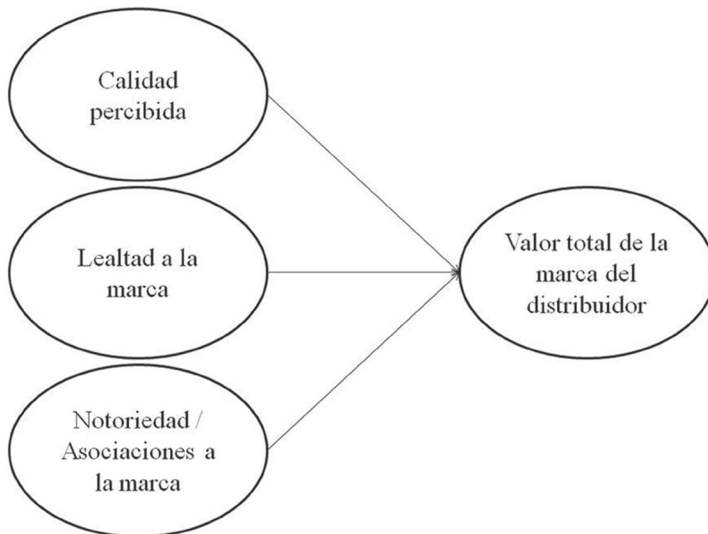 Calidad
percibida
Lealtad a la
marca
Notoriedad /
Asociaciones a
la marca
Valor total de la
marca del
distribuidor